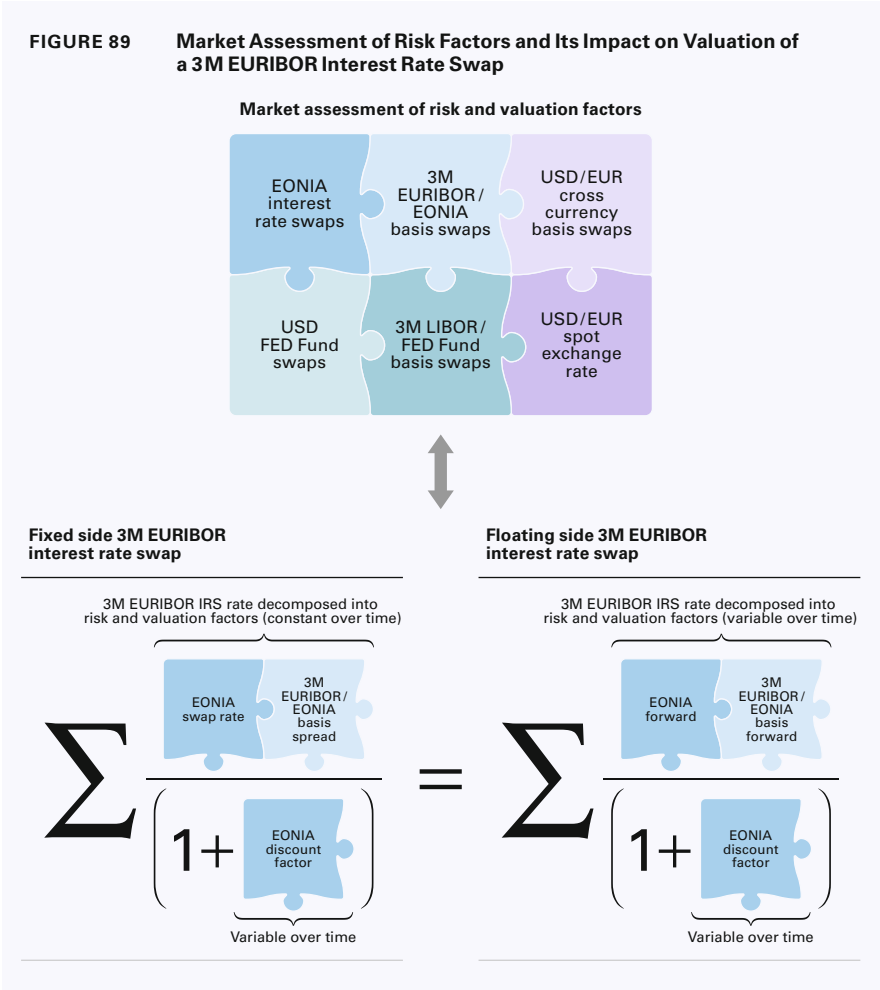 FIGURE 89
Market Assessment of Risk Factors and Its Impact on Valuation of
a 3M EURIBOR Interest Rate Swap
Market assessment of risk and valuation factors
EONIA
interest
rate swaps
3M
EURIBOR/
EONIA
basis swaps
USD/EUR
cross
currency
basis swaps
USD
FED Fund
swaps
3M LIBOR/
FED Fund
basis swaps
USD/EUR
spot
exchange
rate
Fixed side 3M EURIBOR
interest rate swap
3M EURIBOR IRS rate decomposed into
risk and valuation factors (constant over time)
EONIA
swap rate
3M
EURIBOR/
EONIA
basis
spread
∑
(1+
EONIA
discount
factor
)
Variable over time
=
Floating side 3M EURIBOR
interest rate swap
3M EURIBOR IRS rate decomposed into
risk and valuation factors (variable over time)
EONIA
forward
3M
EURIBOR/
EONIA
basis
forward
∑
(1+
EONIA
discount
factor
)
Variable over time